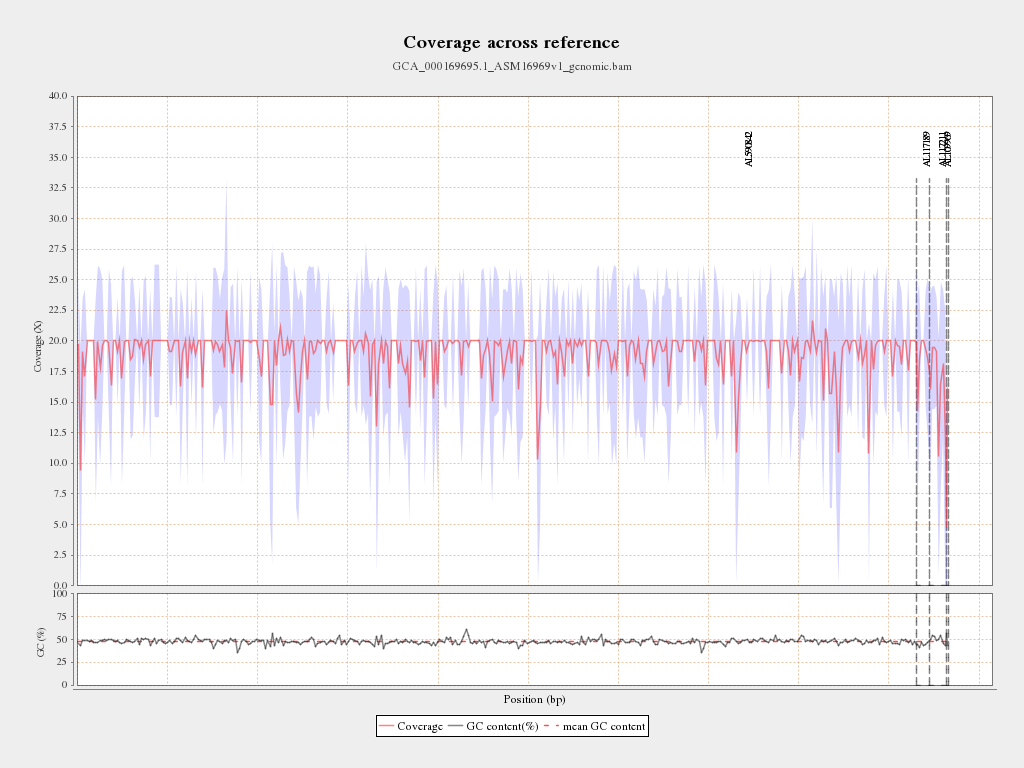 Coverage across reference
GCA_000169695.1_ASM16969v1_genomic.bam
40.0
37.5
35.0
32.5
30.0
27.5
25.0
22.5
20.0
17.5
15.0
12.5
10.0
7.5
5.0
2.5
0.0
Coverage (X)
AL590842
AL117189
AL117211
AL109969
100
75
50
25
0
GC (%)
Position (bp)
Coverage GC content(%) mean GC content